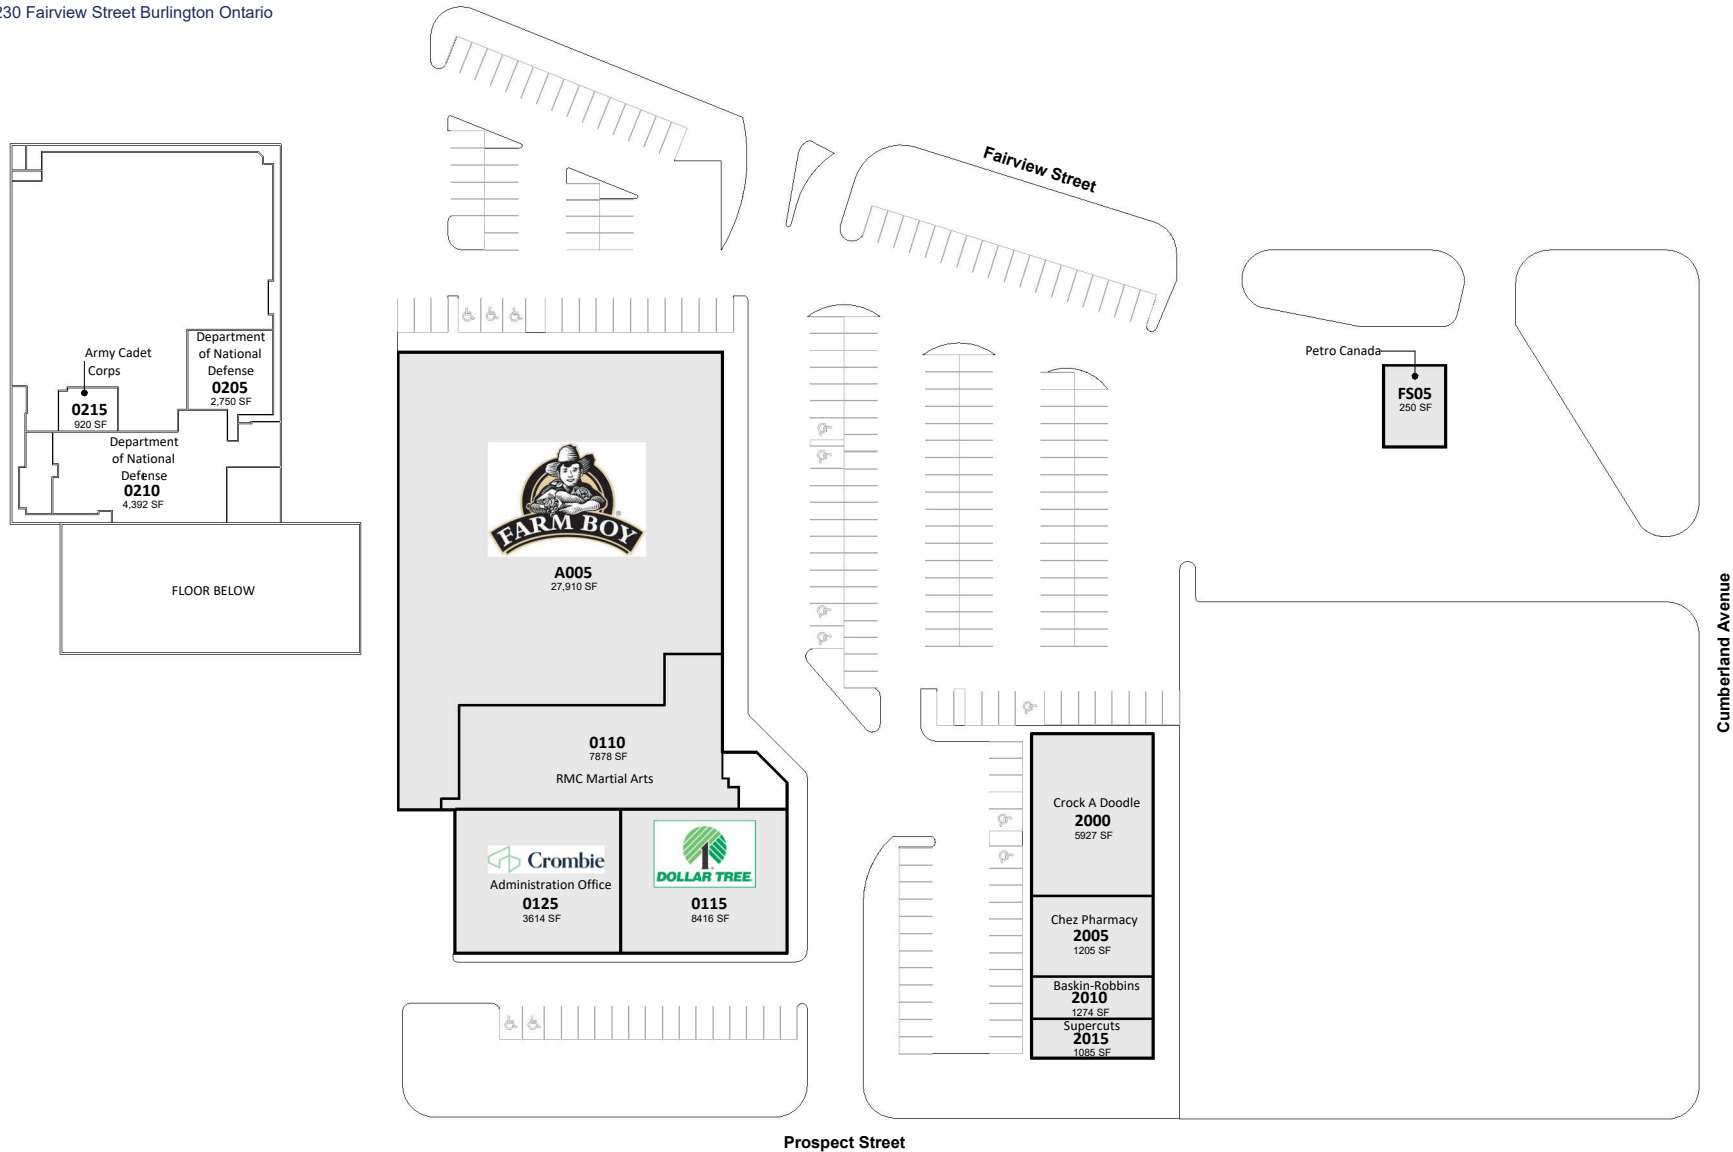 230 Fairview Street Burlington Ontario
Fairview Street
Department
of National
Defense
0205
2,750 SF
Army Cadet
Corps
0215
920 SF
Department
of National
Defense
0210
4,392 SF
FLOOR BELOW
FARM BOY
®
A005
27,910 SF
0110
7878 SF
RMC Martial Arts
Crombie
Administration Office
0125
3614 SF
DOLLAR TREE
0115
8416 SF
Petro Canada
FS05
250 SF
Crock A Doodle
2000
5927 SF
Chez Pharmacy
2005
1205 SF
Baskin-Robbins
2010
1274 SF
Supercuts
2015
1085 SF
Cumberland Avenue
Prospect Street